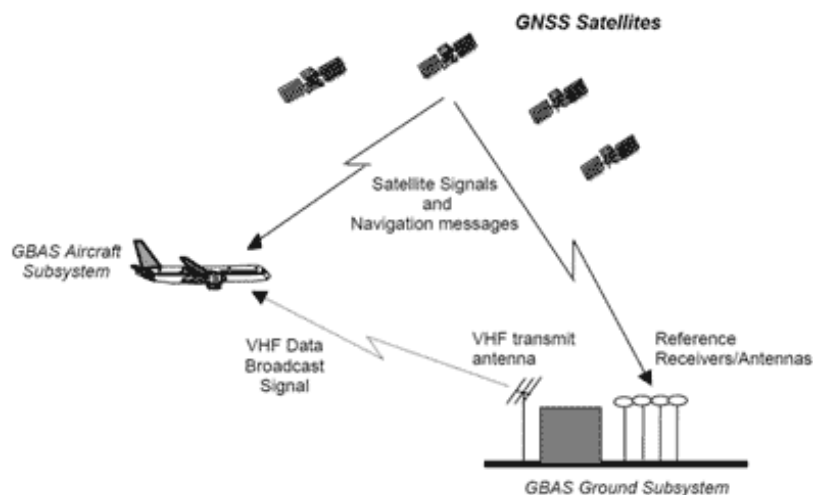 GNSS Satellites
Satellite Signals
and
Navigation messages
GBAS Aircraft
Subsystem
VHF Data
Broadcast
Signal
VHF transmit
antenna
Reference
Receivers/Antennas
GBAS Ground Subsystem